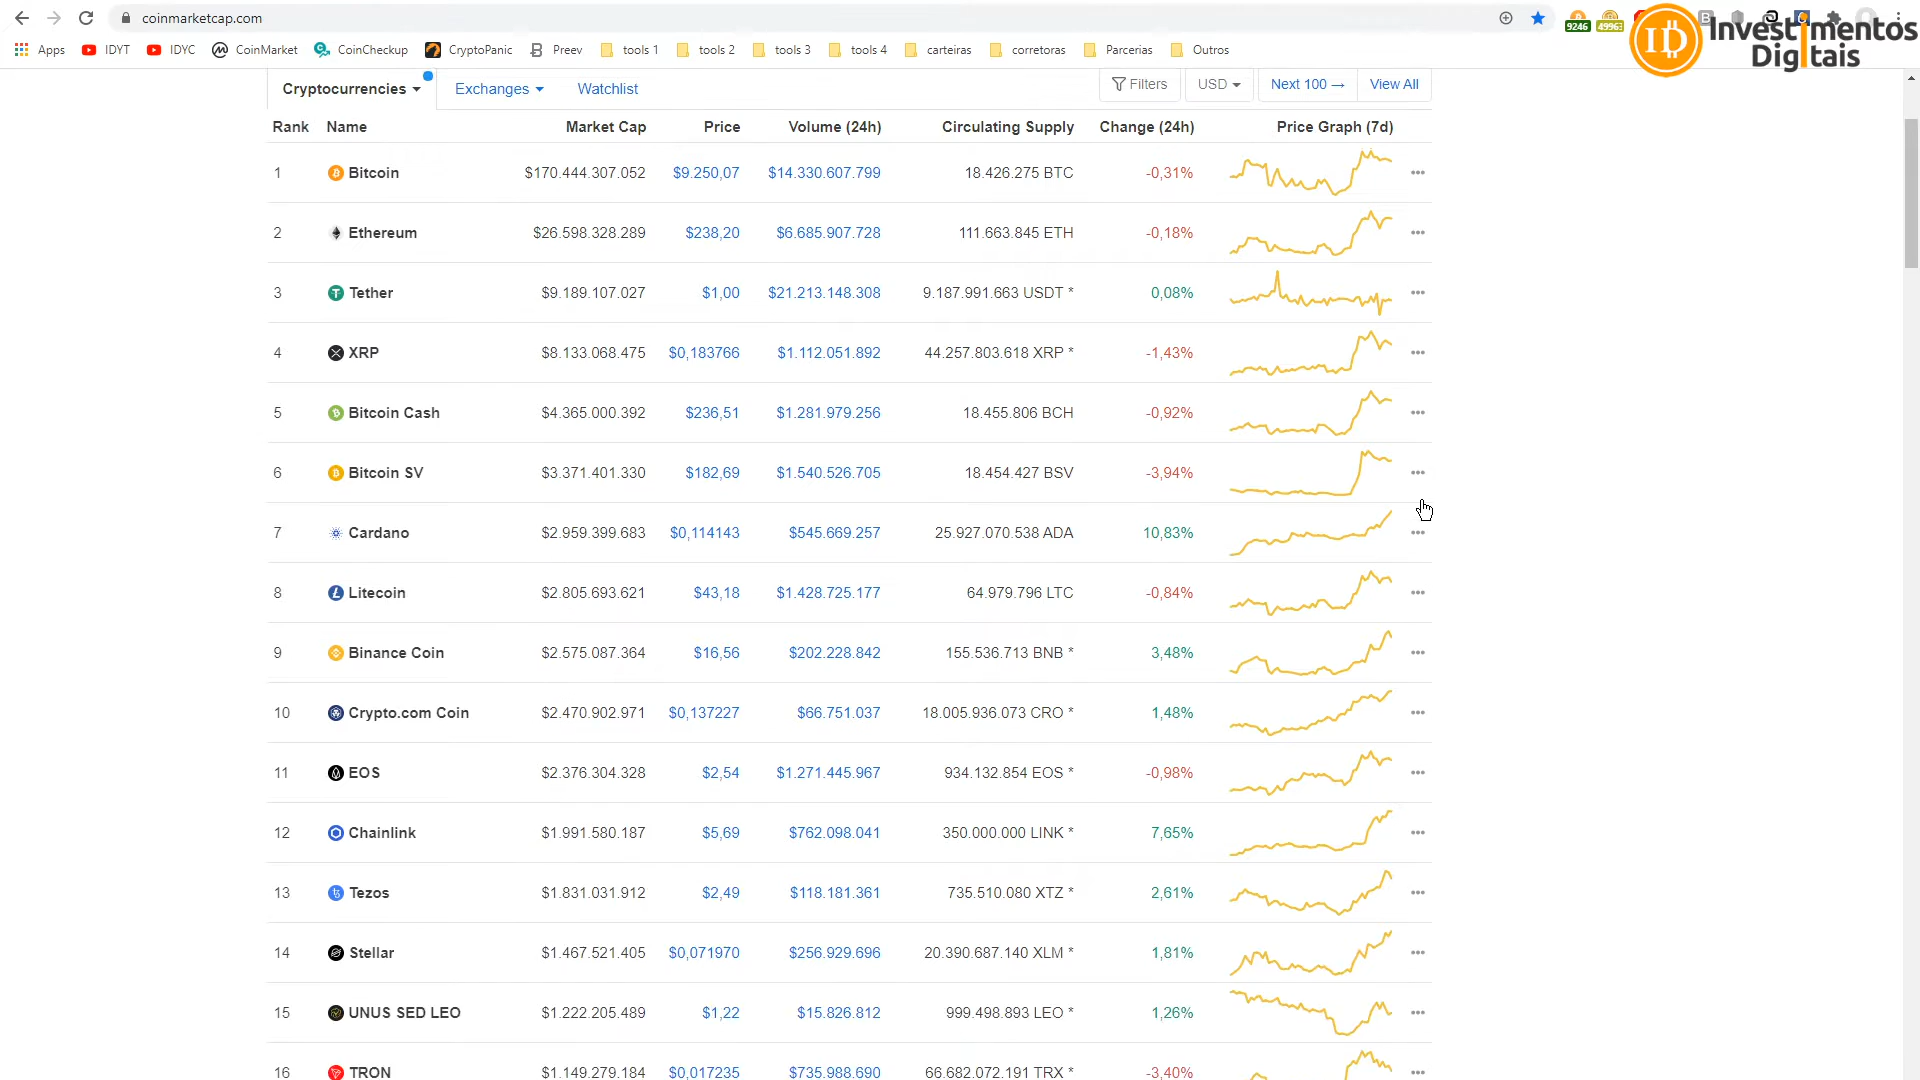 coinmarketcap.com
9246 49963
ID Investimentos Digitais
Apps IDYT IDYC CoinMarket CoinCheckup CryptoPanic Preev tools 1 tools 2 tools 3 tools 4 carteiras corretoras Parcerias Outros
Cryptocurrencies Exchanges Watchlist Filters USD Next 100 → View All
Rank Name Market Cap Price Volume (24h) Circulating Supply Change (24h) Price Graph (7d)
1 Bitcoin $170.444.307.052 $9.250,07 $14.330.607.799 18.426.275 BTC -0,31%
2 Ethereum $26.598.328.289 $238,20 $6.685.907.728 111.663.845 ETH -0,18%
3 Tether $9.189.107.027 $1,00 $21.213.148.308 9.187.991.663 USDT * 0,08%
4 XRP $8.133.068.475 $0,183766 $1.112.051.892 44.257.803.618 XRP * -1,43%
5 Bitcoin Cash $4.365.000.392 $236,51 $1.281.979.256 18.455.806 BCH -0,92%
6 Bitcoin SV $3.371.401.330 $182,69 $1.540.526.705 18.454.427 BSV -3,94%
7 Cardano $2.959.399.683 $0,114143 $545.669.257 25.927.070.538 ADA 10,83%
8 Litecoin $2.805.693.621 $43,18 $1.428.725.177 64.979.796 LTC -0,84%
9 Binance Coin $2.575.087.364 $16,56 $202.228.842 155.536.713 BNB * 3,48%
10 Crypto.com Coin $2.470.902.971 $0,137227 $66.751.037 18.005.936.073 CRO * 1,48%
11 EOS $2.376.304.328 $2,54 $1.271.445.967 934.132.854 EOS * -0,98%
12 Chainlink $1.991.580.187 $5,69 $762.098.041 350.000.000 LINK * 7,65%
13 Tezos $1.831.031.912 $2,49 $118.181.361 735.510.080 XTZ * 2,61%
14 Stellar $1.467.521.405 $0,071970 $256.929.696 20.390.687.140 XLM * 1,81%
15 UNUS SED LEO $1.222.205.489 $1,22 $15.826.812 999.498.893 LEO * 1,26%
16 TRON $1.149.279.184 $0,017235 $735.988.690 66.682.072.191 TRX * -3,40%